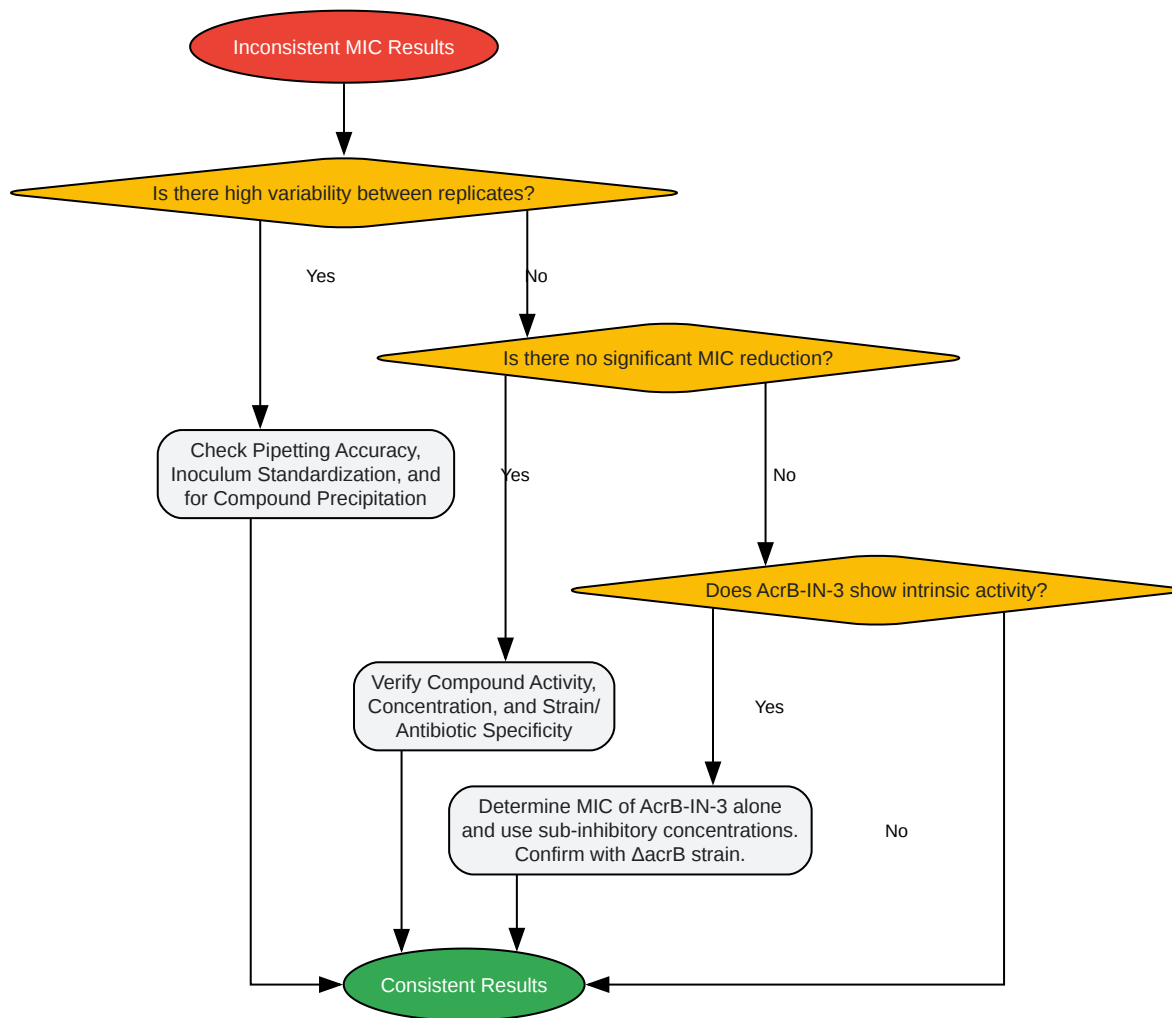 Inconsistent MIC Results
Is there high variability between replicates?
Yes
No
Is there no significant MIC reduction?
Check Pipetting Accuracy,
Inoculum Standardization, and
for Compound Precipitation
Yes
No
Does AcrB-IN-3 show intrinsic activity?
Verify Compound Activity,
Concentration, and Strain/
Antibiotic Specificity
Yes
Determine MIC of AcrB-IN-3 alone
and use sub-inhibitory concentrations.
Confirm with ΔacrB strain.
No
Consistent Results